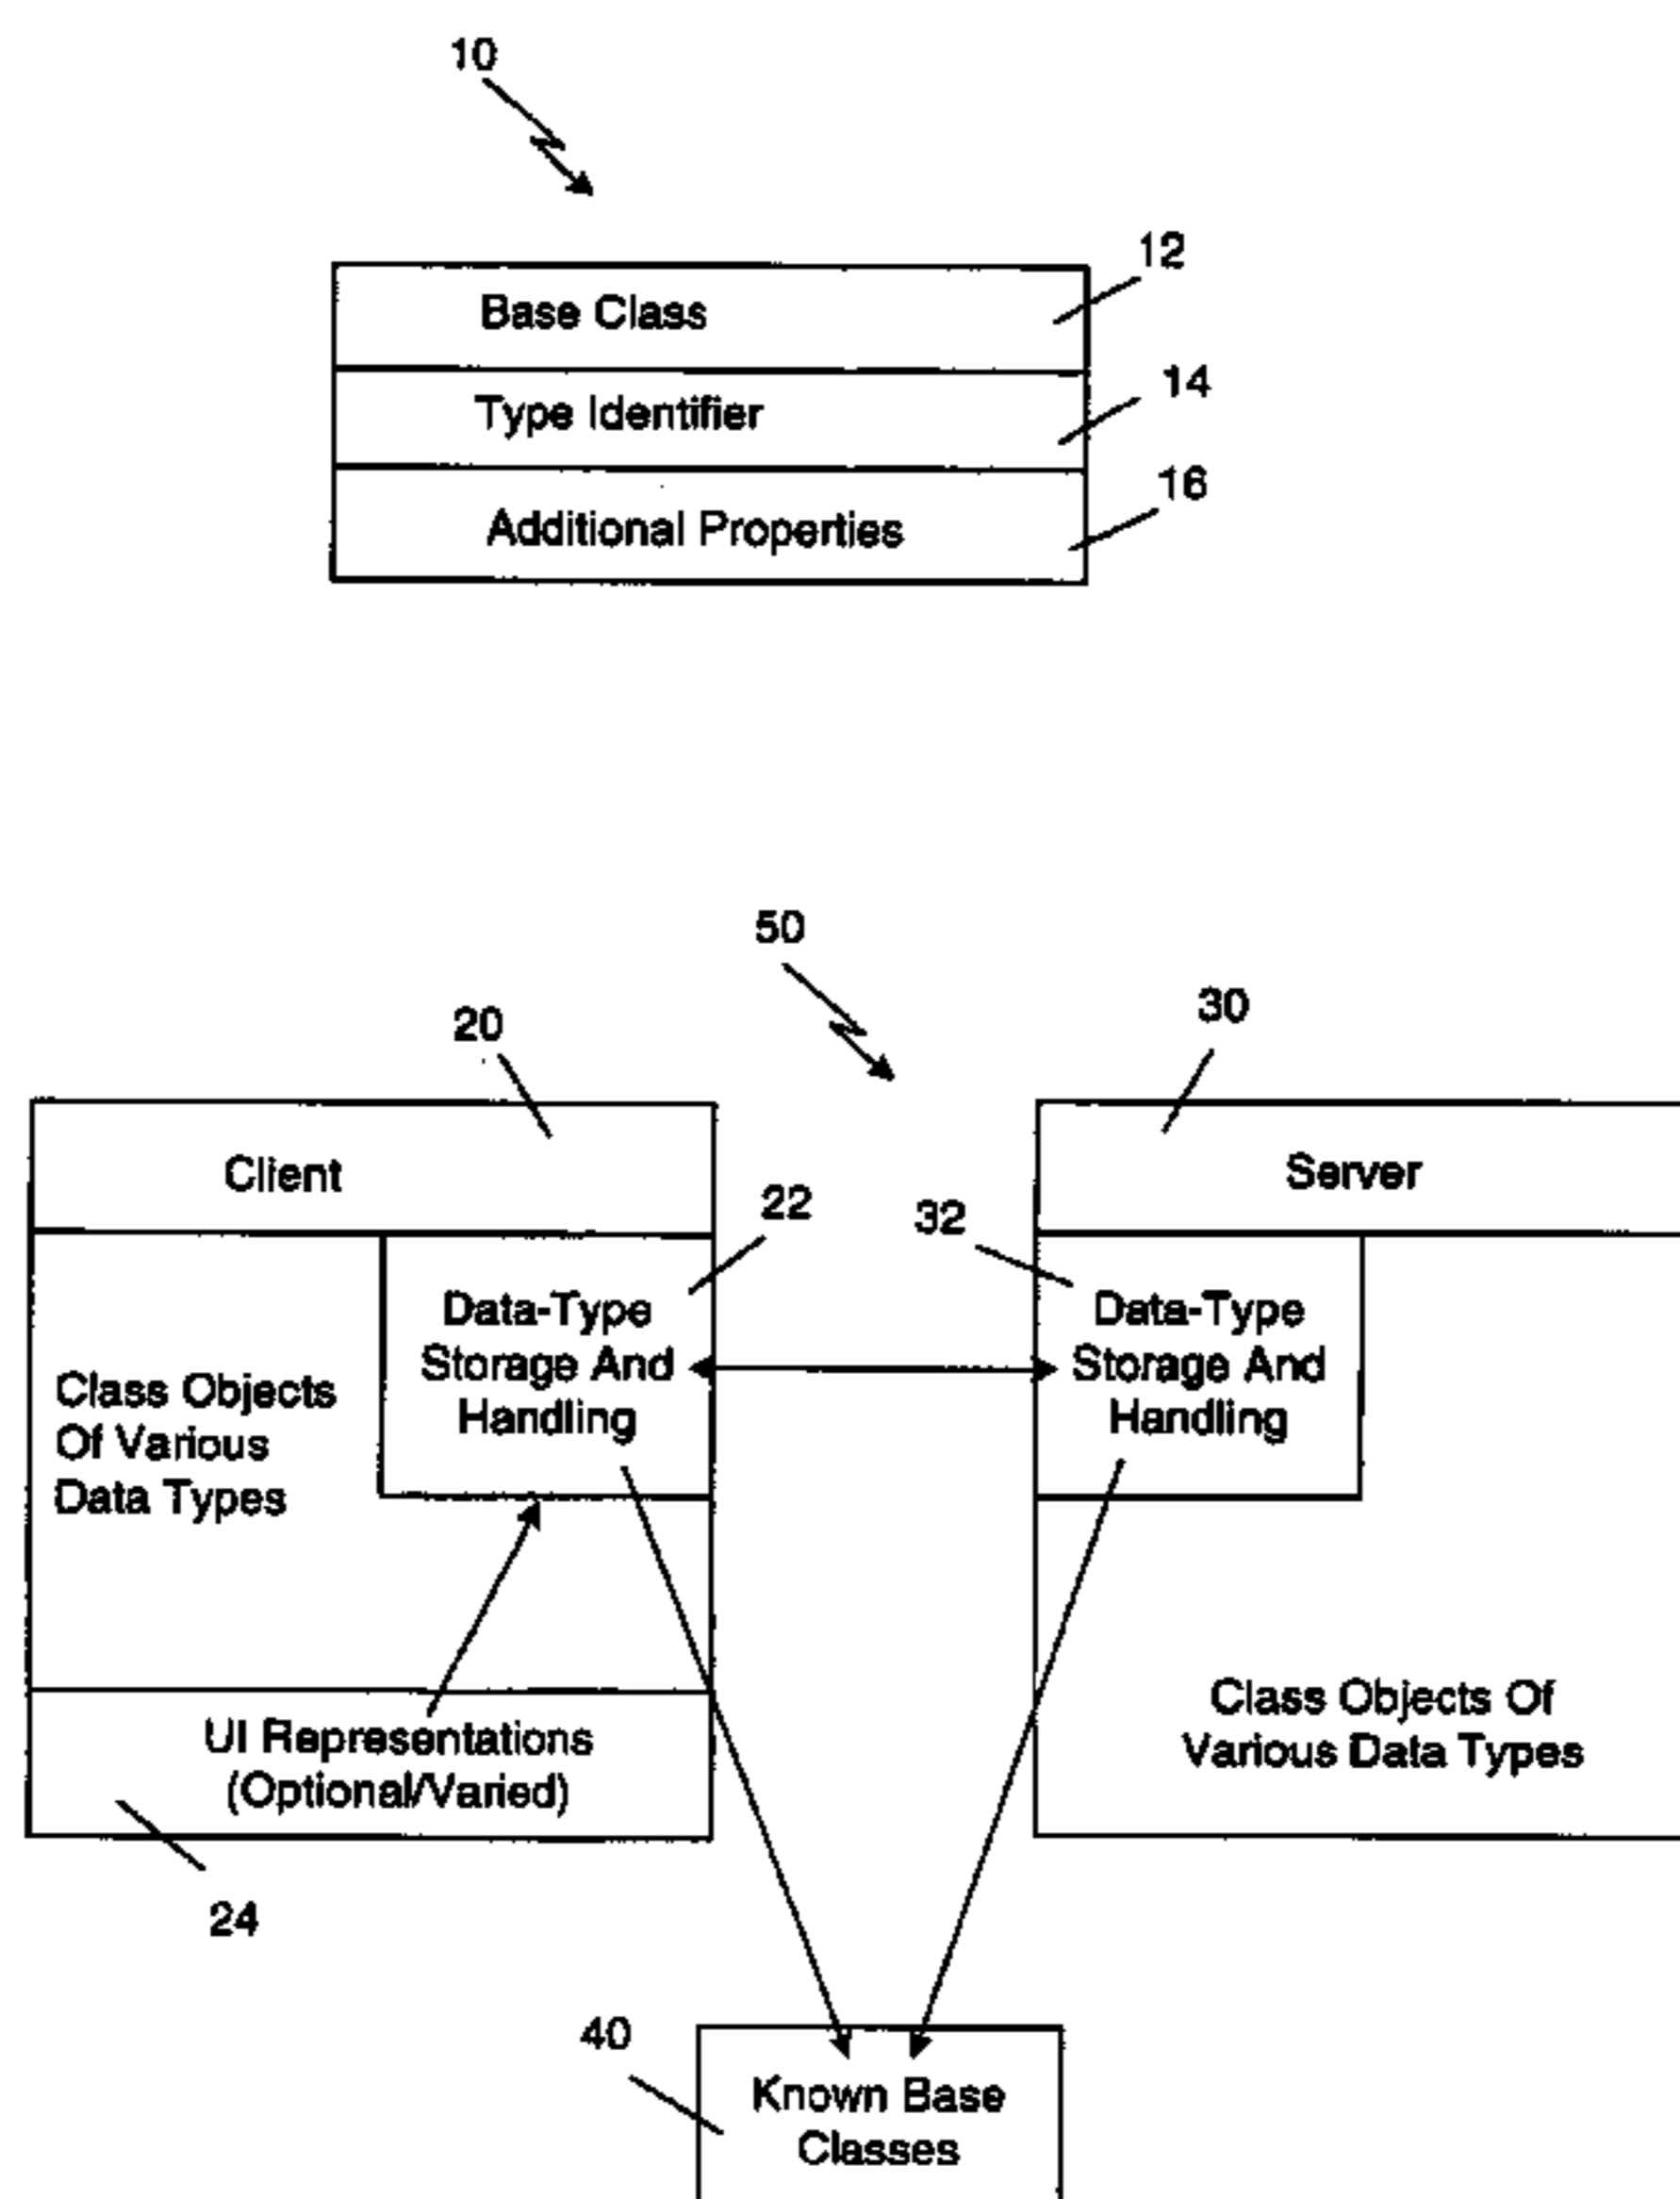 10
12
Base Class
14
Type Identifier
16
Additional Properties
50
20
30
Client
Server
22
32
Data-Type
Storage And
Handling
Data-Type
Storage And
Handling
Class Objects
Of Various
Data Types
UI Representations
(Optional/Varied)
Class Objects Of
Various Data Types
24
40
Known Base
Classes